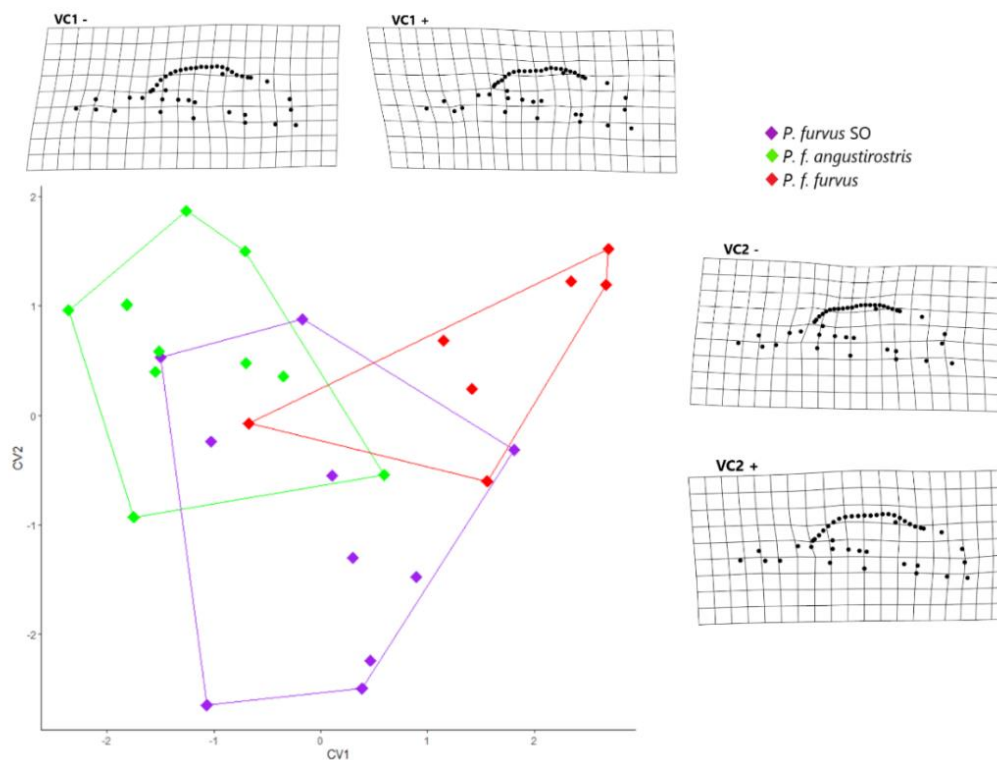 VC1 -
VC1 +
P. furvus SO
P. f. angustirostris
P. f. furvus
VC2 -
VC2 +
2
1
0
-1
-2
CV2
-2
-1
0
1
2
CV1